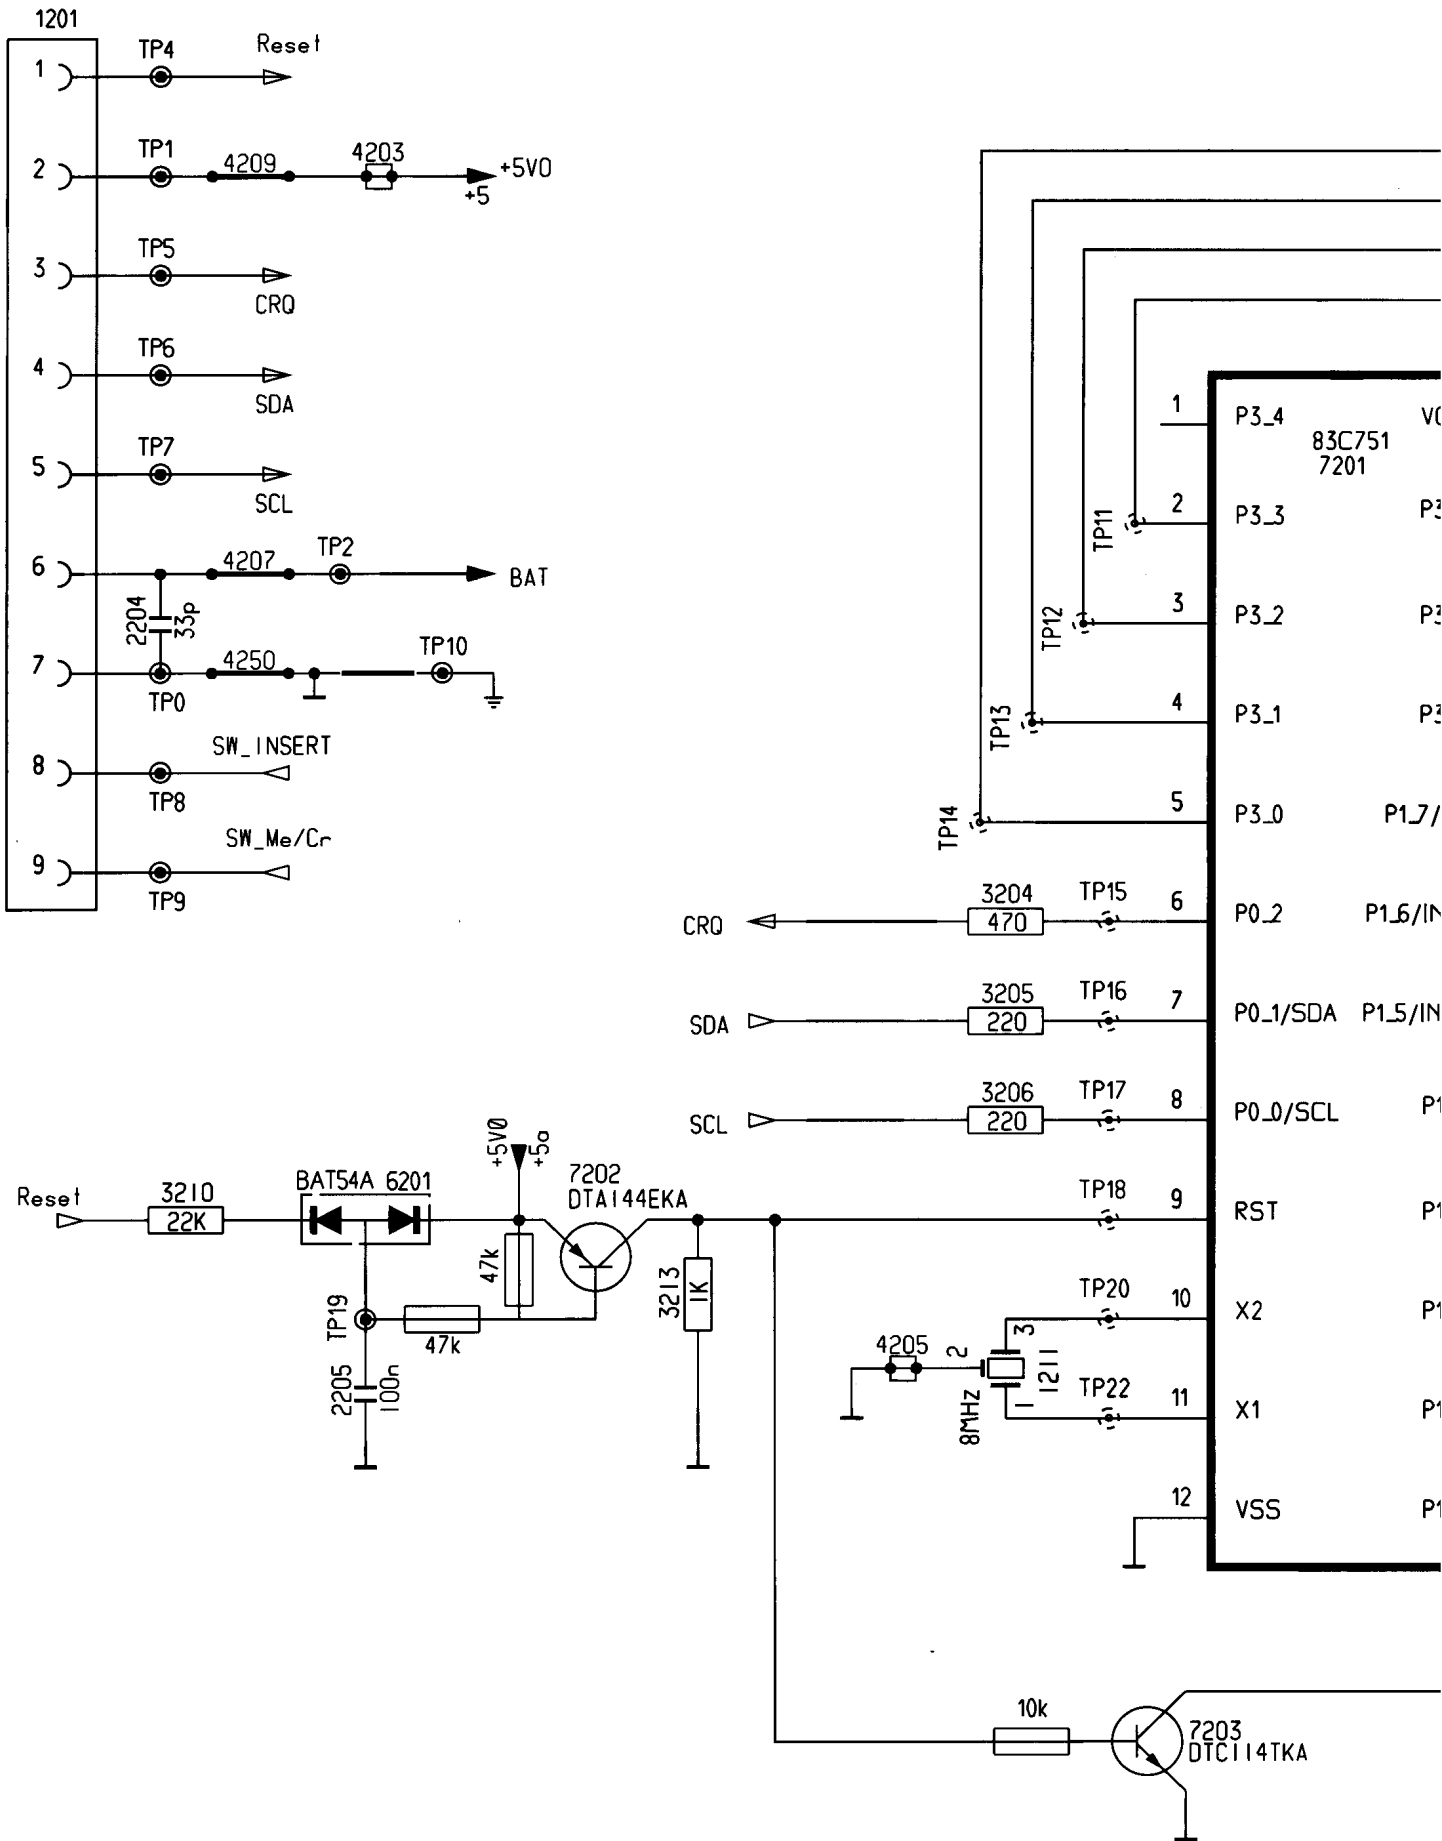 1201
1 TP4 Reset
2 TP1 4209 4203 +5V0
+5
3 TP5
CRQ
4 TP6
SDA
5 TP7
SCL
6 4207 TP2 BAT
2204
33p
7 4250 TP10
TP0
8 SW_INSERT
TP8
9 SW_Me/Cr
TP9
83C751
7201
1 P3_4
TP11 2 P3_3
TP12 3 P3_2
TP13 4 P3_1
TP14 5 P3_0 P1_7/
CRQ 3204 470 TP15 6 P0_2 P1_6/IN
SDA 3205 220 TP16 7 P0_1/SDA P1_5/IN
SCL 3206 220 TP17 8 P0_0/SCL P1
TP18 9 RST P1
TP20 10 X2 P1
TP22 11 X1 P1
12 VSS P1
Reset 3210 22K
BAT54A 6201
+5V0
+5a
7202
DTA144EKA
47k
TP19
47k
2205
100n
3213
1K
4205
2
3
1
1211
8MHz
10k
7203
DTC114TKA